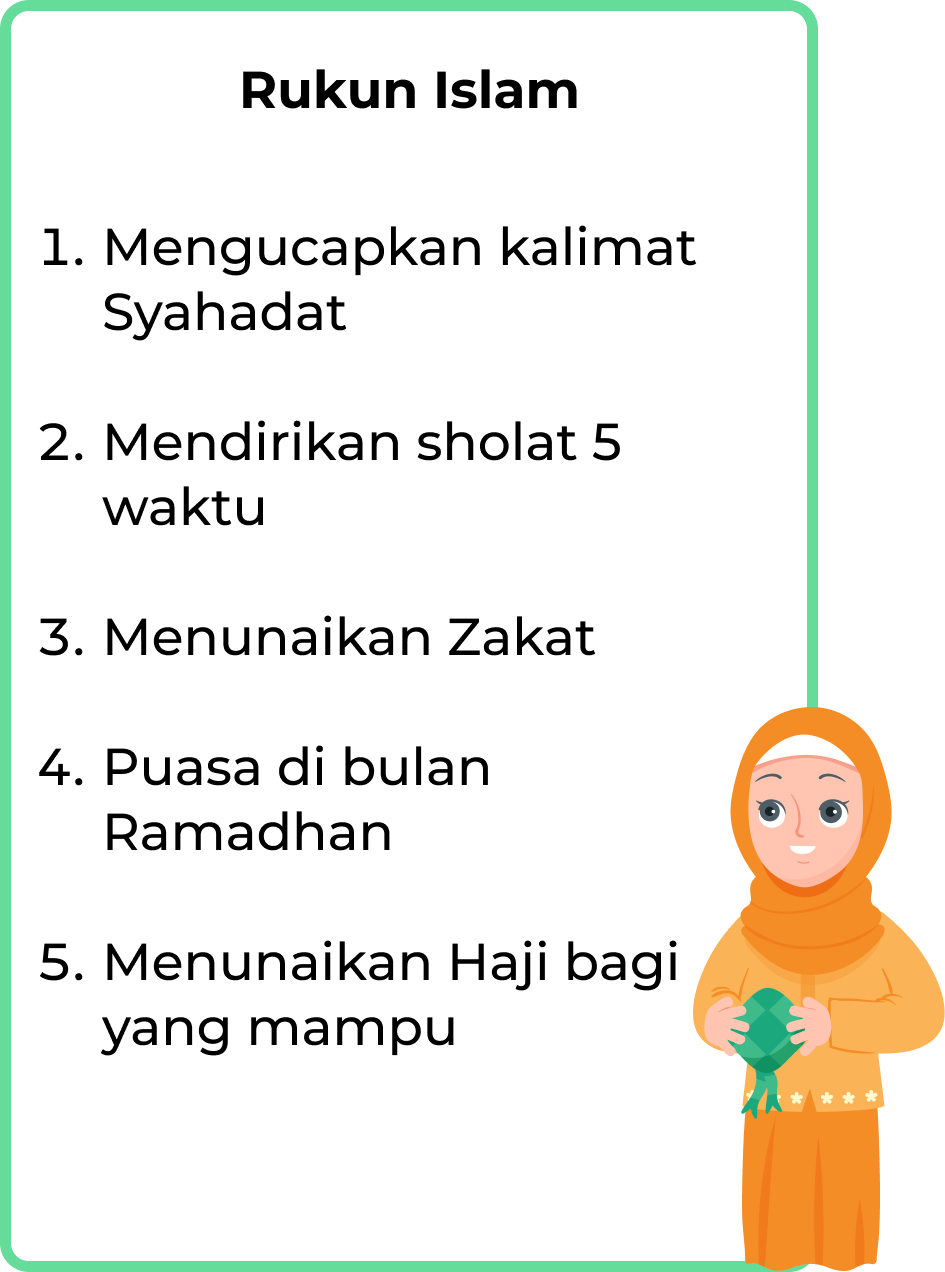 Rukun Islam
1. Mengucapkan kalimat
Syahadat
2. Mendirikan sholat 5
waktu
3. Menunaikan Zakat
4. Puasa di bulan
Ramadhan
5. Menunaikan Haji bagi
yang mampu